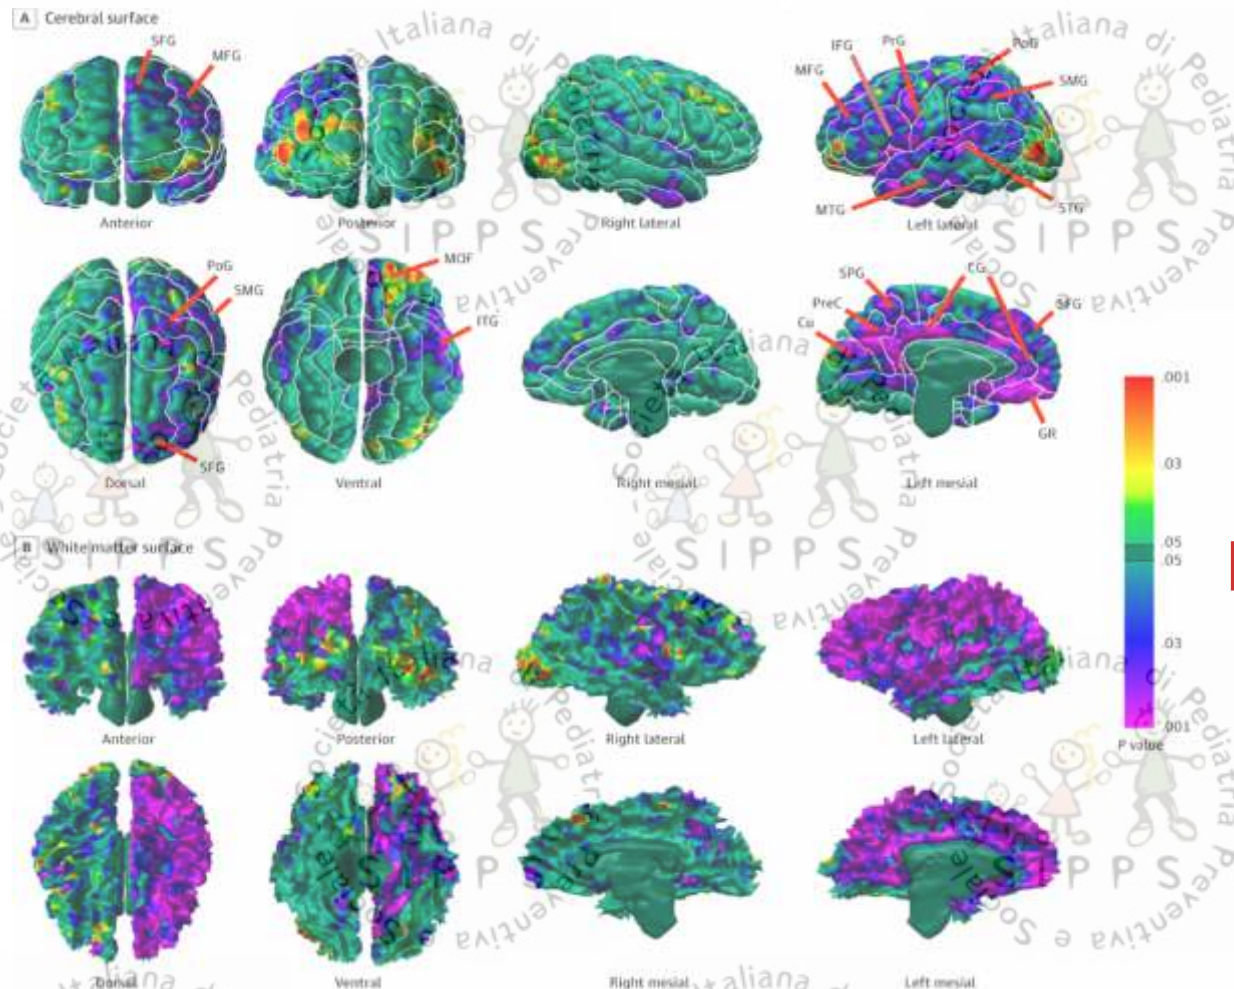 A Cerebral surface
SFG
MFG
IFG
PrG
PoG
MFG
SMG
MTG
STG
Anterior
Posterior
Right lateral
Left lateral
PoG
SMG
MOF
ITG
SPG
CG
PreC
SFG
Cu
GR
SFG
Dorsal
Ventral
Right mesial
Left mesial
.001
.03
.05
.05
.03
.001
P value
B White matter surface
Anterior
Posterior
Right lateral
Left lateral
Dorsal
Ventral
Right mesial
Left mesial
Società Italiana di Pediatria Preventiva e Sociale
SIPPS